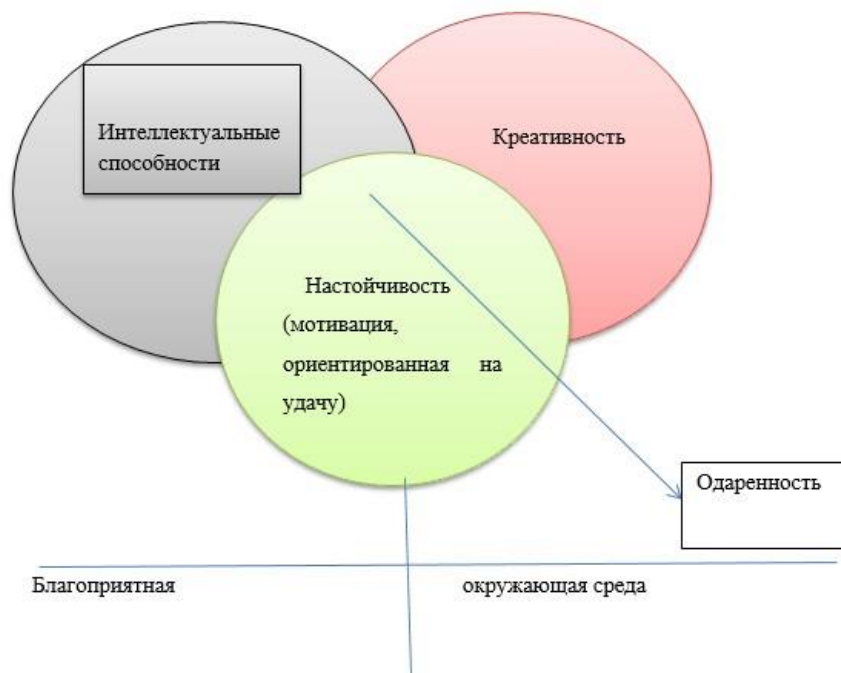 Интеллектуальные
способности
Креативность
Настойчивость
(мотивация,
ориентированная на
удачу)
Одаренность
Благоприятная окружающая среда